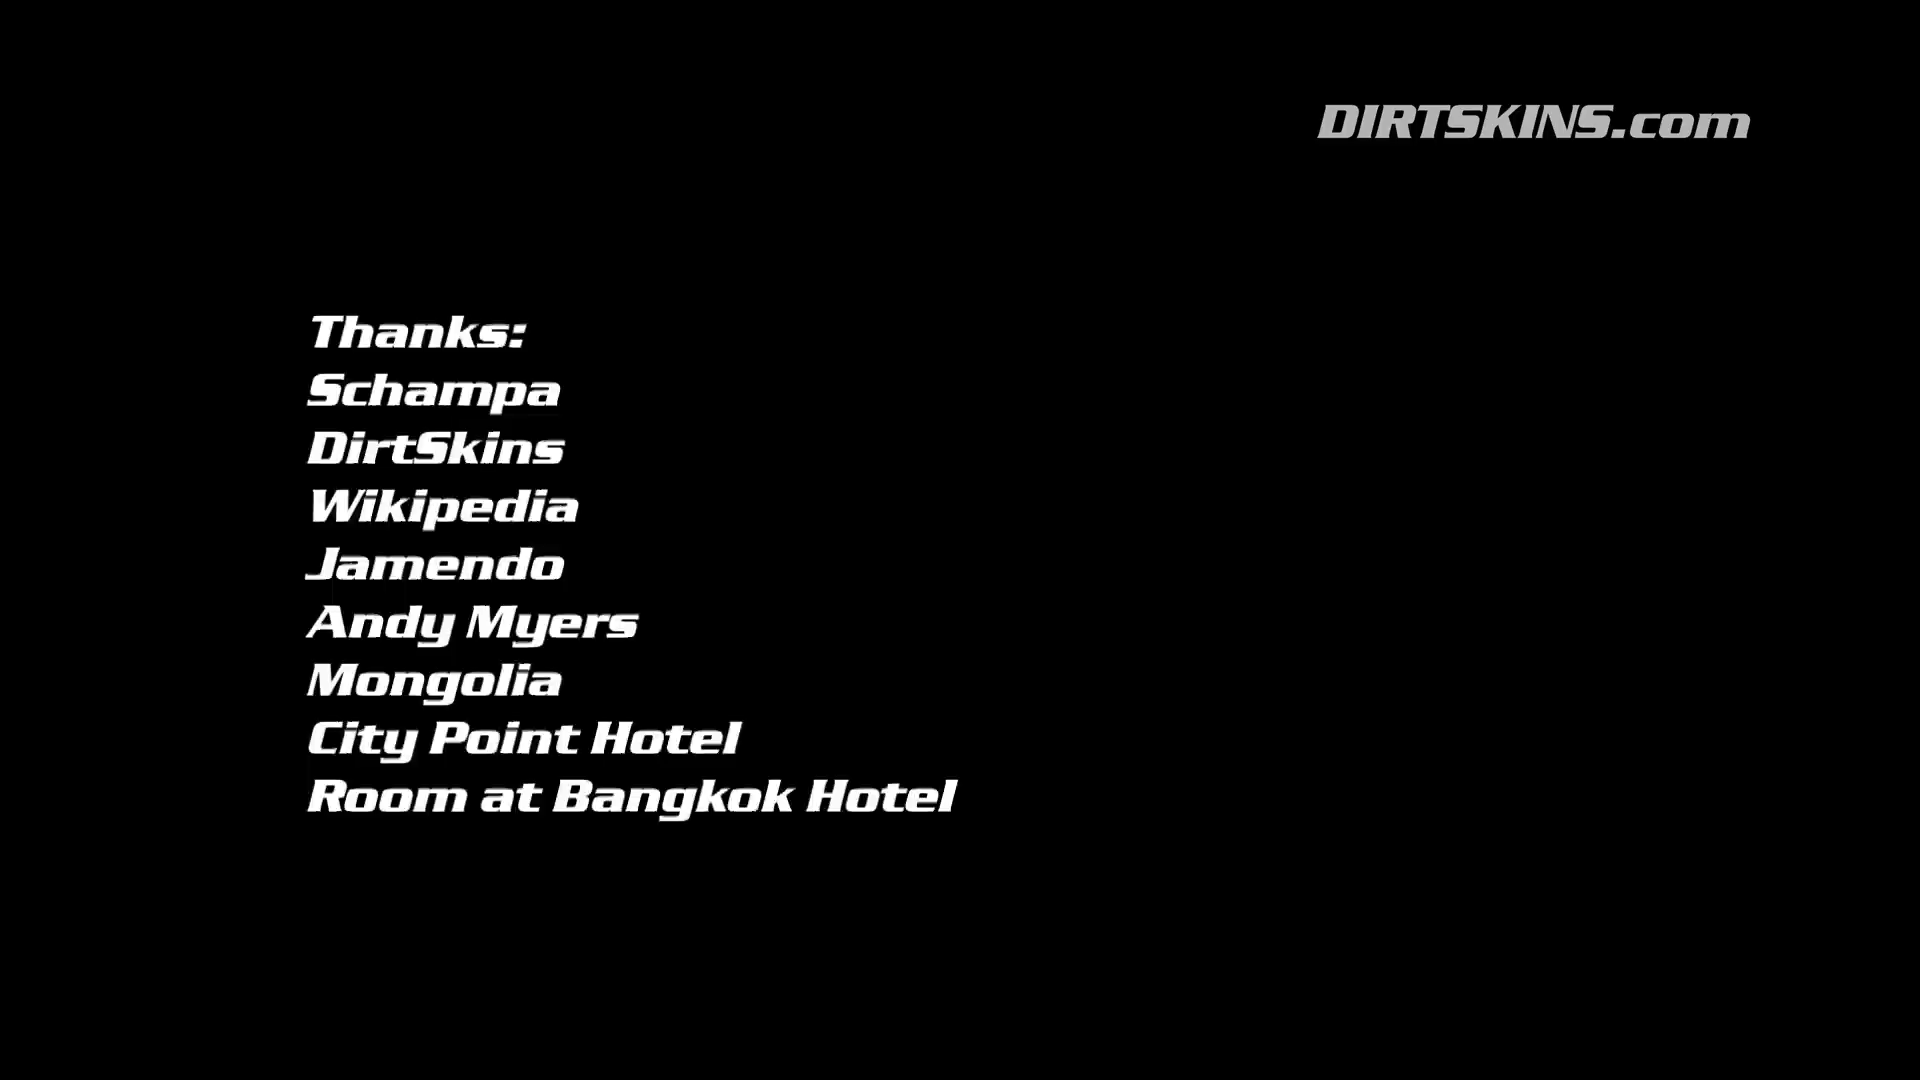 DIRTSKINS.com
Thanks:
Schampa
DirtSkins
Wikipedia
Jamendo
Andy Myers
Mongolia
City Point Hotel
Room at Bangkok Hotel